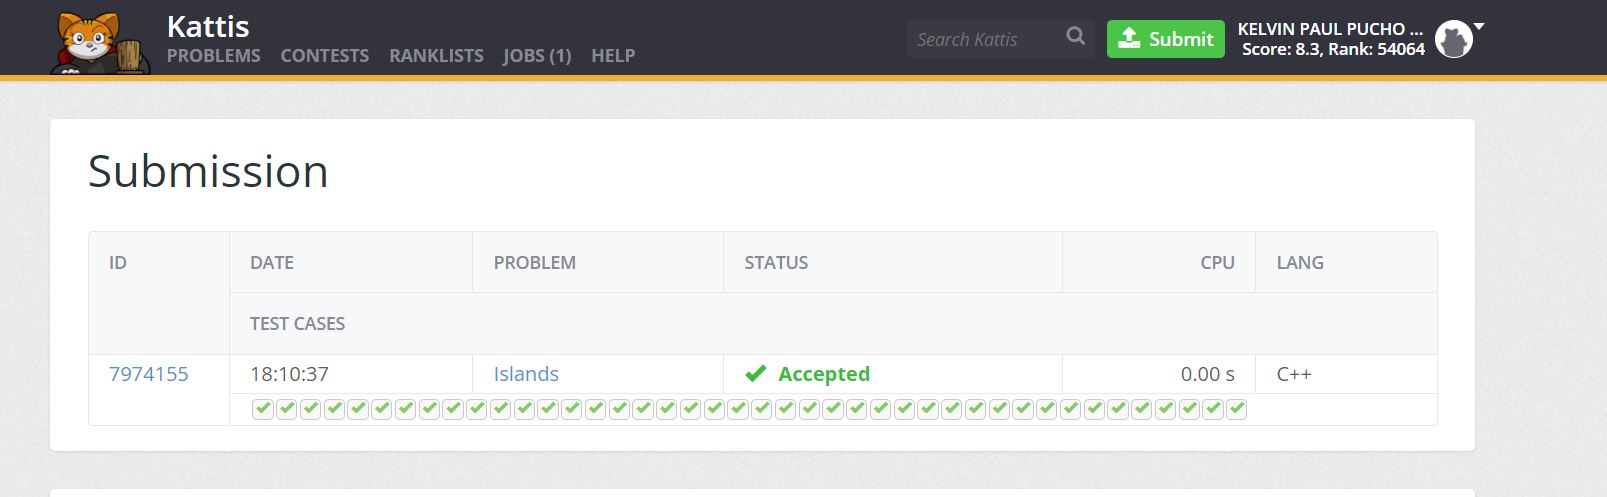 Kattis
PROBLEMS CONTESTS RANKLISTS JOBS (1) HELP
Search Kattis
Submit
KELVIN PAUL PUCHO ...
Score: 8.3, Rank: 54064
Submission
ID DATE PROBLEM STATUS CPU LANG
TEST CASES
7974155 18:10:37 Islands Accepted 0.00 s C++